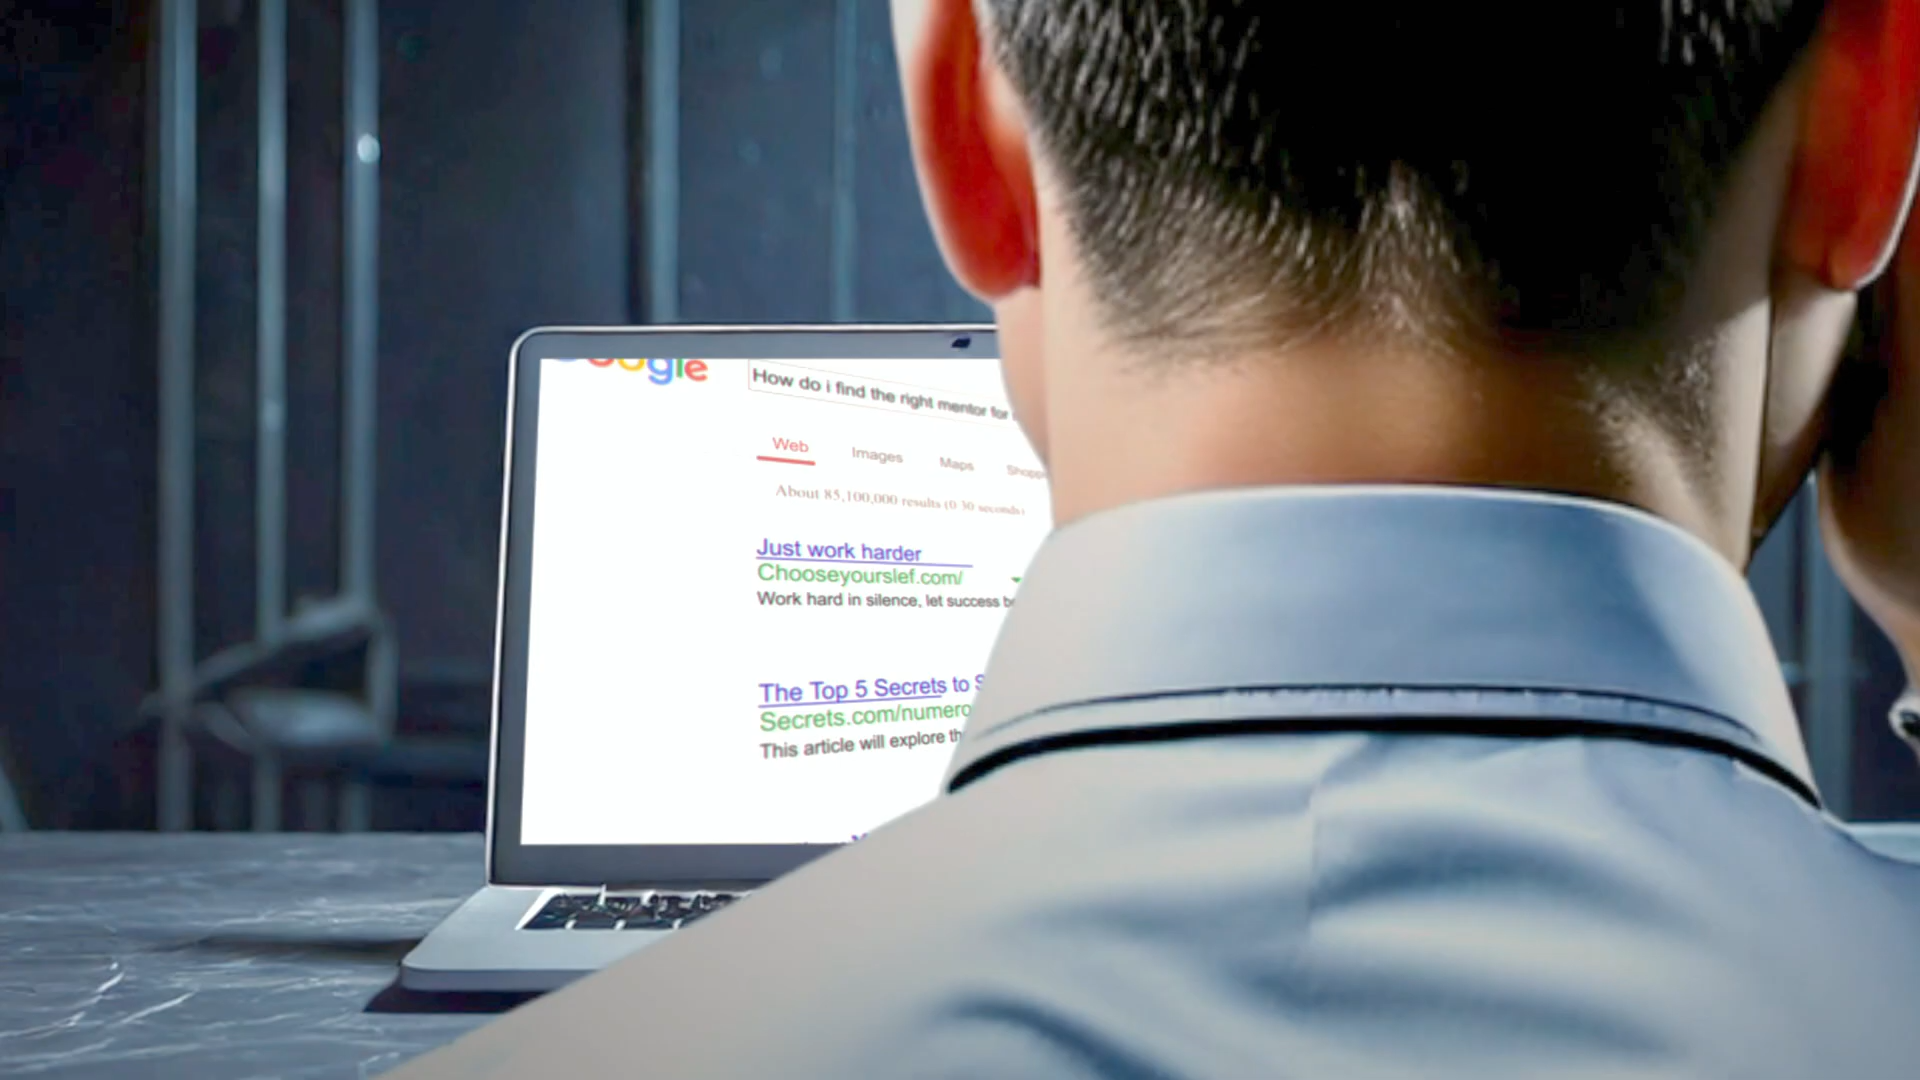 Google
How do i find the right mentor for
Web Images Maps
About 85,100,000 results (0.30 seconds)
Just work harder
Chooseyourslef.com/
Work hard in silence, let success
The Top 5 Secrets to
Secrets.com/numero
This article will explore